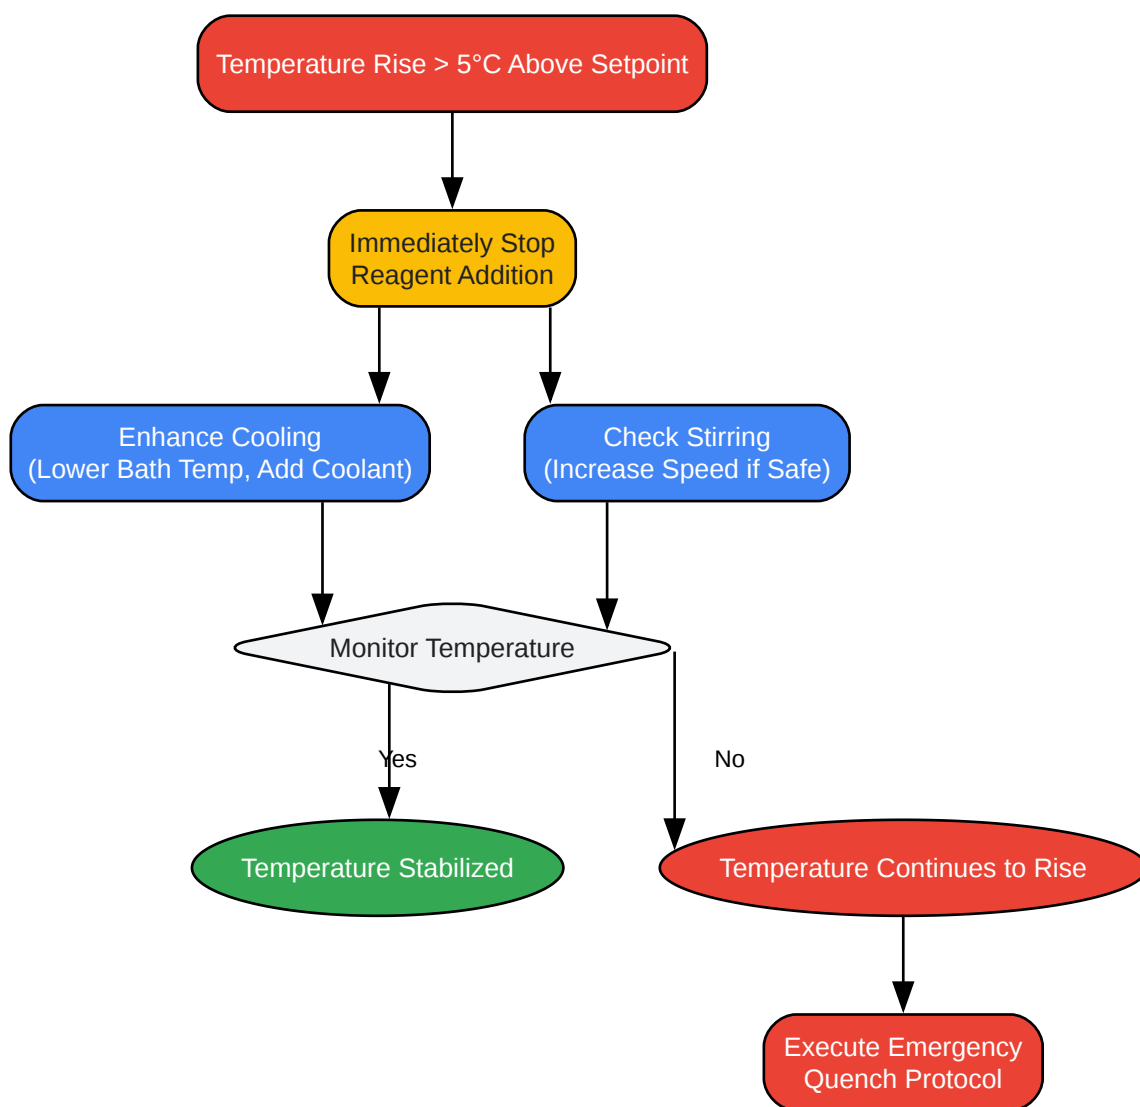 Temperature Rise > 5°C Above Setpoint
Immediately Stop
Reagent Addition
Enhance Cooling
(Lower Bath Temp, Add Coolant)
Check Stirring
(Increase Speed if Safe)
Monitor Temperature
Yes
No
Temperature Stabilized
Temperature Continues to Rise
Execute Emergency
Quench Protocol